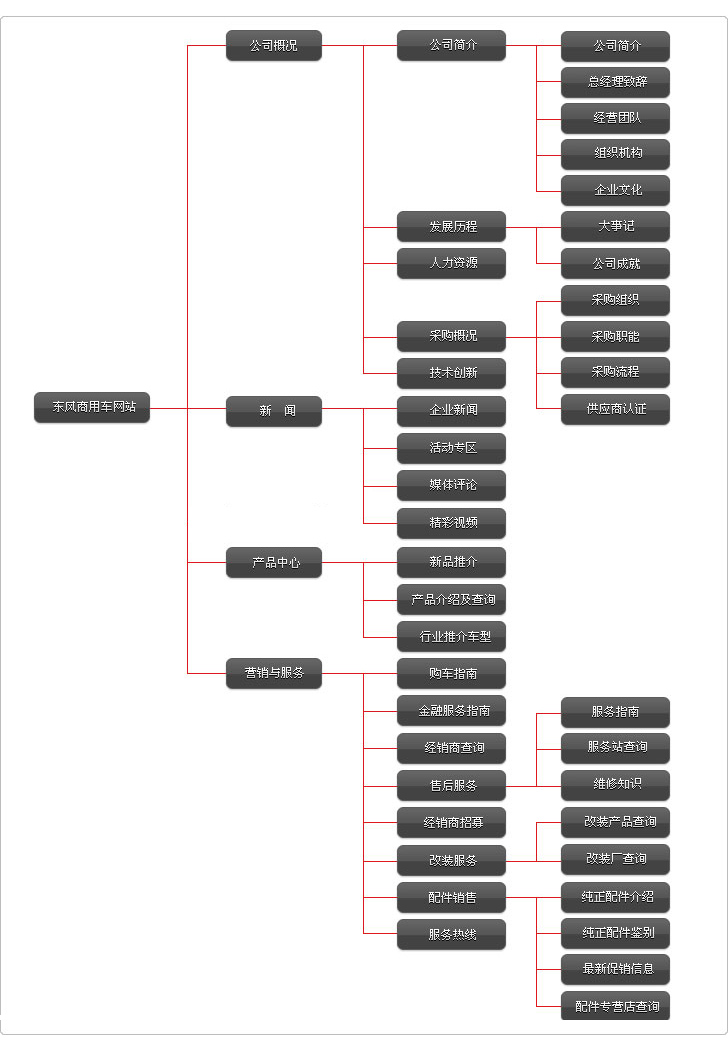 东风商用车网站
公司概况
公司简介
公司简介
总经理致辞
经营团队
组织机构
企业文化
发展历程
大事记
公司成就
人力资源
采购概况
采购组织
采购职能
采购流程
供应商认证
技术创新
新 闻
企业新闻
活动专区
媒体评论
精彩视频
产品中心
新品推介
产品介绍及查询
行业推介车型
营销与服务
购车指南
金融服务指南
经销商查询
售后服务
服务指南
服务站查询
维修知识
经销商招募
改装服务
改装产品查询
改装厂查询
配件销售
纯正配件介绍
纯正配件鉴别
最新促销信息
配件专营店查询
服务热线